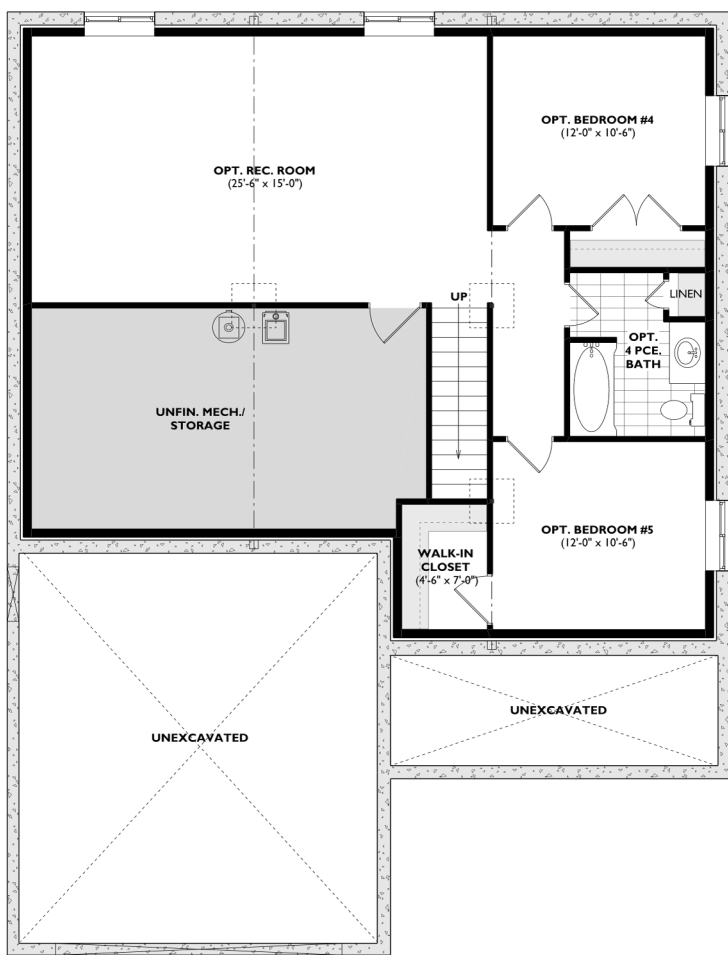 OPT. BEDROOM #4
(12'-0" x 10'-6")
OPT. REC. ROOM
(25'-6" x 15'-0")
UP
LINEN
OPT.
4 PCE.
BATH
UNFIN. MECH./
STORAGE
OPT. BEDROOM #5
(12'-0" x 10'-6")
WALK-IN
CLOSET
(4'-6" x 7'-0")
UNEXCAVATED
UNEXCAVATED